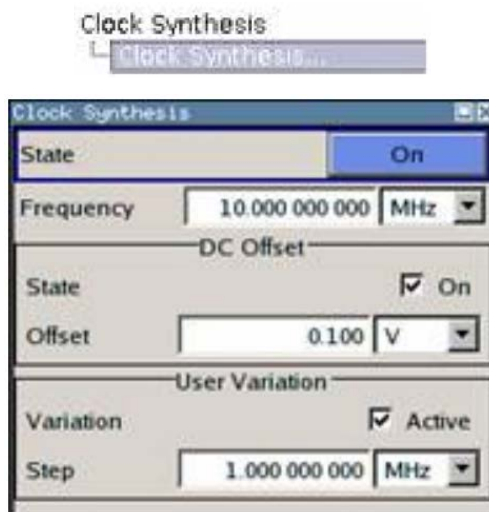 Clock Synthesis
Clock Synthesis...
Clock Synthesis
State On
Frequency 10.000 000 000 MHz
DC Offset
State On
Offset 0.100 V
User Variation
Variation Active
Step 1.000 000 000 MHz